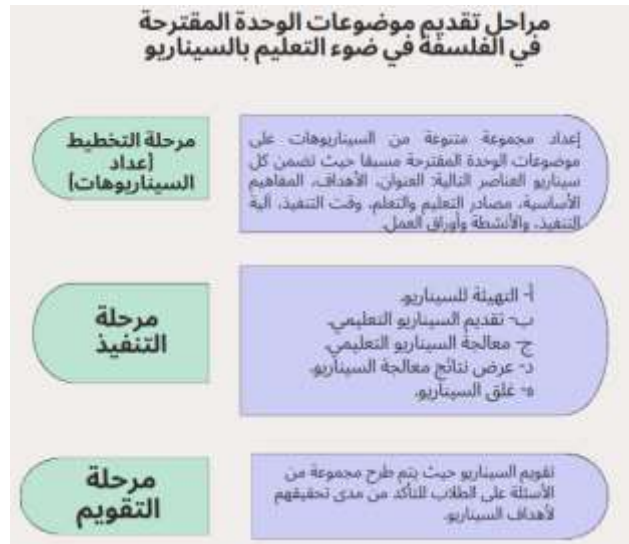 مراحل تقديم موضوعات الوحدة المقترحة
في الفلسفة في ضوء التعليم بالسيناريو
مرحلة التخطيط
(عداد
السيناريوهات)
إعداد مجموعة متنوعة من السيناريوهات على
موضوعات الوحدة المقترحة مسبقا حيث تضمن كل
سيناريو العناصر التالية: العنوان، الأهداف، المفاهيم
الأساسية، مصادر التعليم والتعلم، وقت التنفيذ، آلية
التنفيذ، والأنشطة وأوراق العمل.
مرحلة
التنفيذ
أ- التهيئة للسيناريو.
ب- تقديم السيناريو التعليمي.
ج- معالجة السيناريو التعليمي.
د- عرض نتائج معالجة السيناريو.
ه- غلق السيناريو.
مرحلة
التقويم
تقويم السيناريو حيث يتم طرح مجموعة من
الأسئلة على الطلاب للتأكد من مدى تحقيقهم
لأهداف السيناريو.